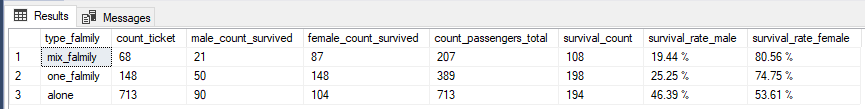 Results Messages
type_falmily count_ticket male_count_survived female_count_survived count_passengers_total survival_count survival_rate_male survival_rate_female
1 mix_falmily 68 21 87 207 108 19.44 % 80.56 %
2 one_falmily 148 50 148 389 198 25.25 % 74.75 %
3 alone 713 90 104 713 194 46.39 % 53.61 %